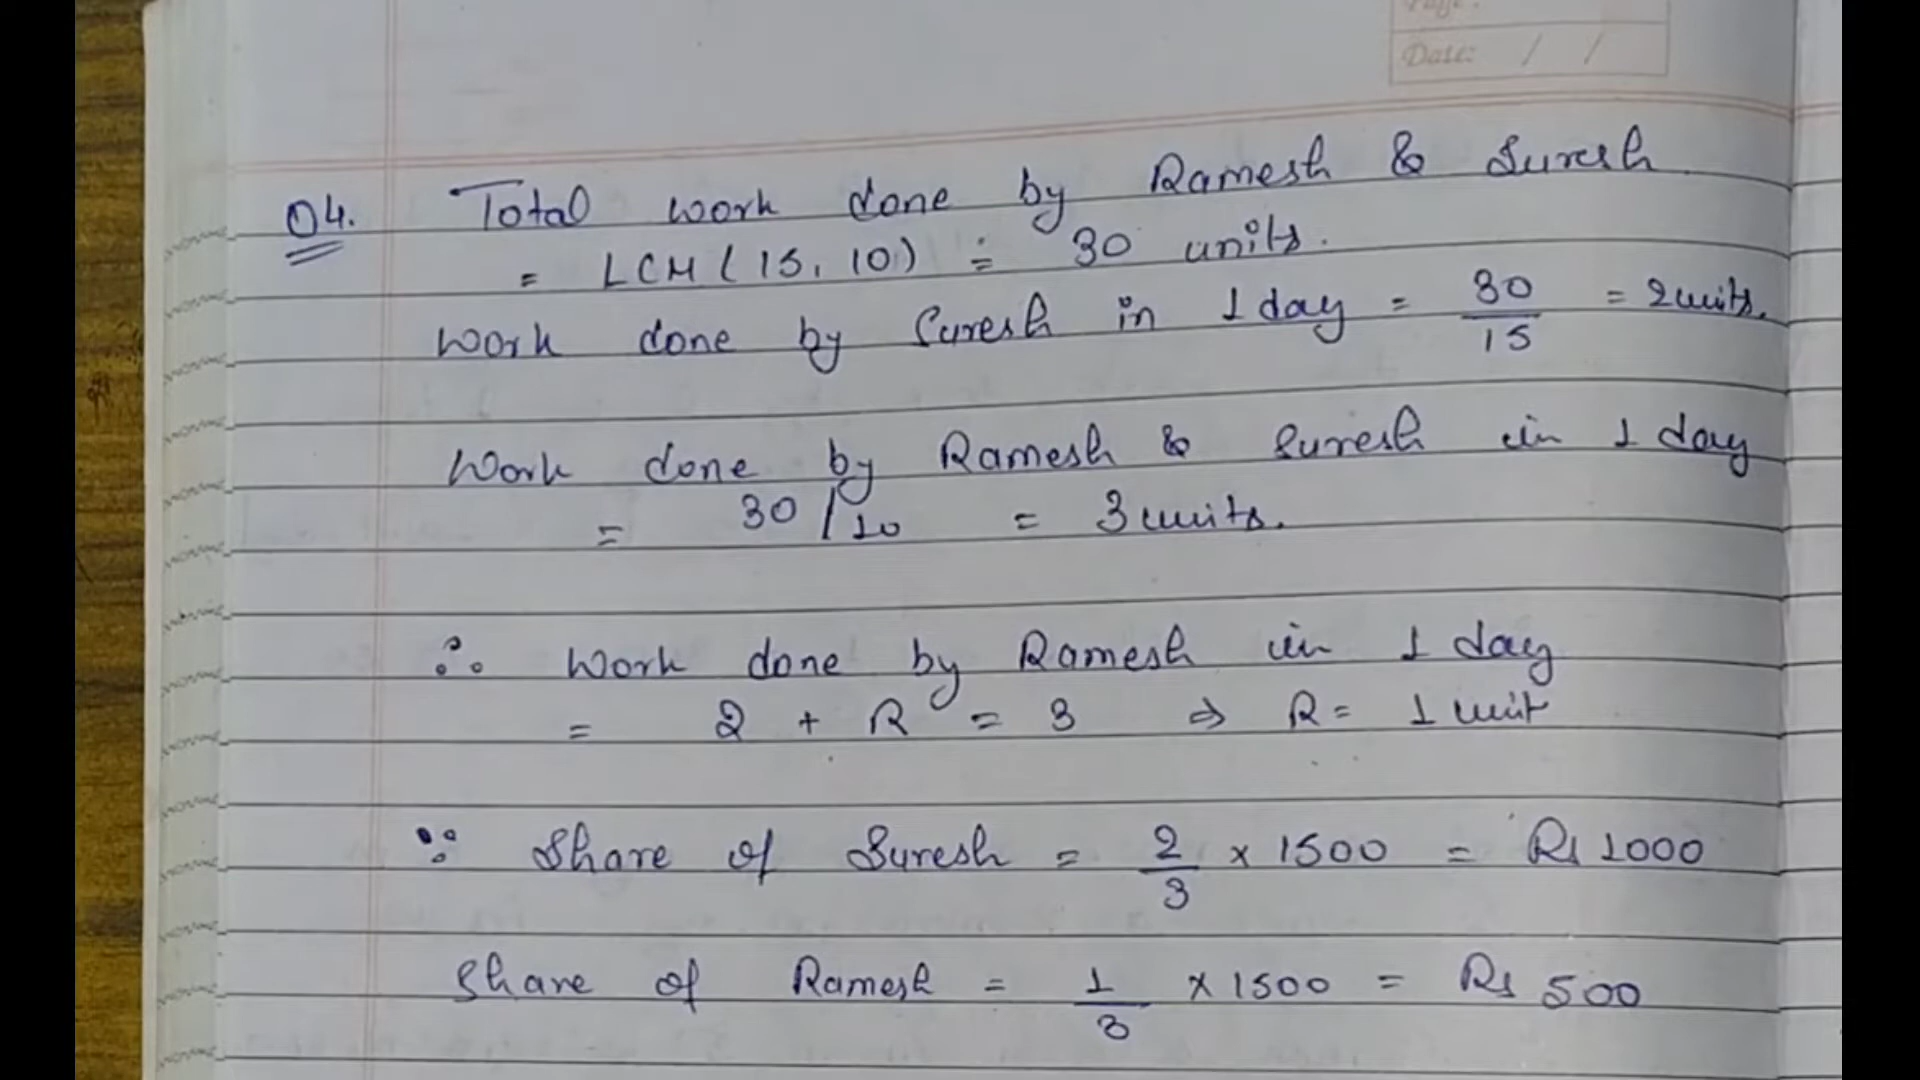 Date: / /
Q4. Total work done by Ramesh & Suresh
= LCM (15, 10) = 30 units.
Work done by Suresh in 1 day = 30/15 = 2 units.
Work done by Ramesh & Suresh in 1 day
= 30/10 = 3 units.
∴ Work done by Ramesh in 1 day
= 2 + R = 3 ⇒ R = 1 unit
∵ Share of Suresh = 2/3 × 1500 = Rs 1000
Share of Ramesh = 1/3 × 1500 = Rs 500